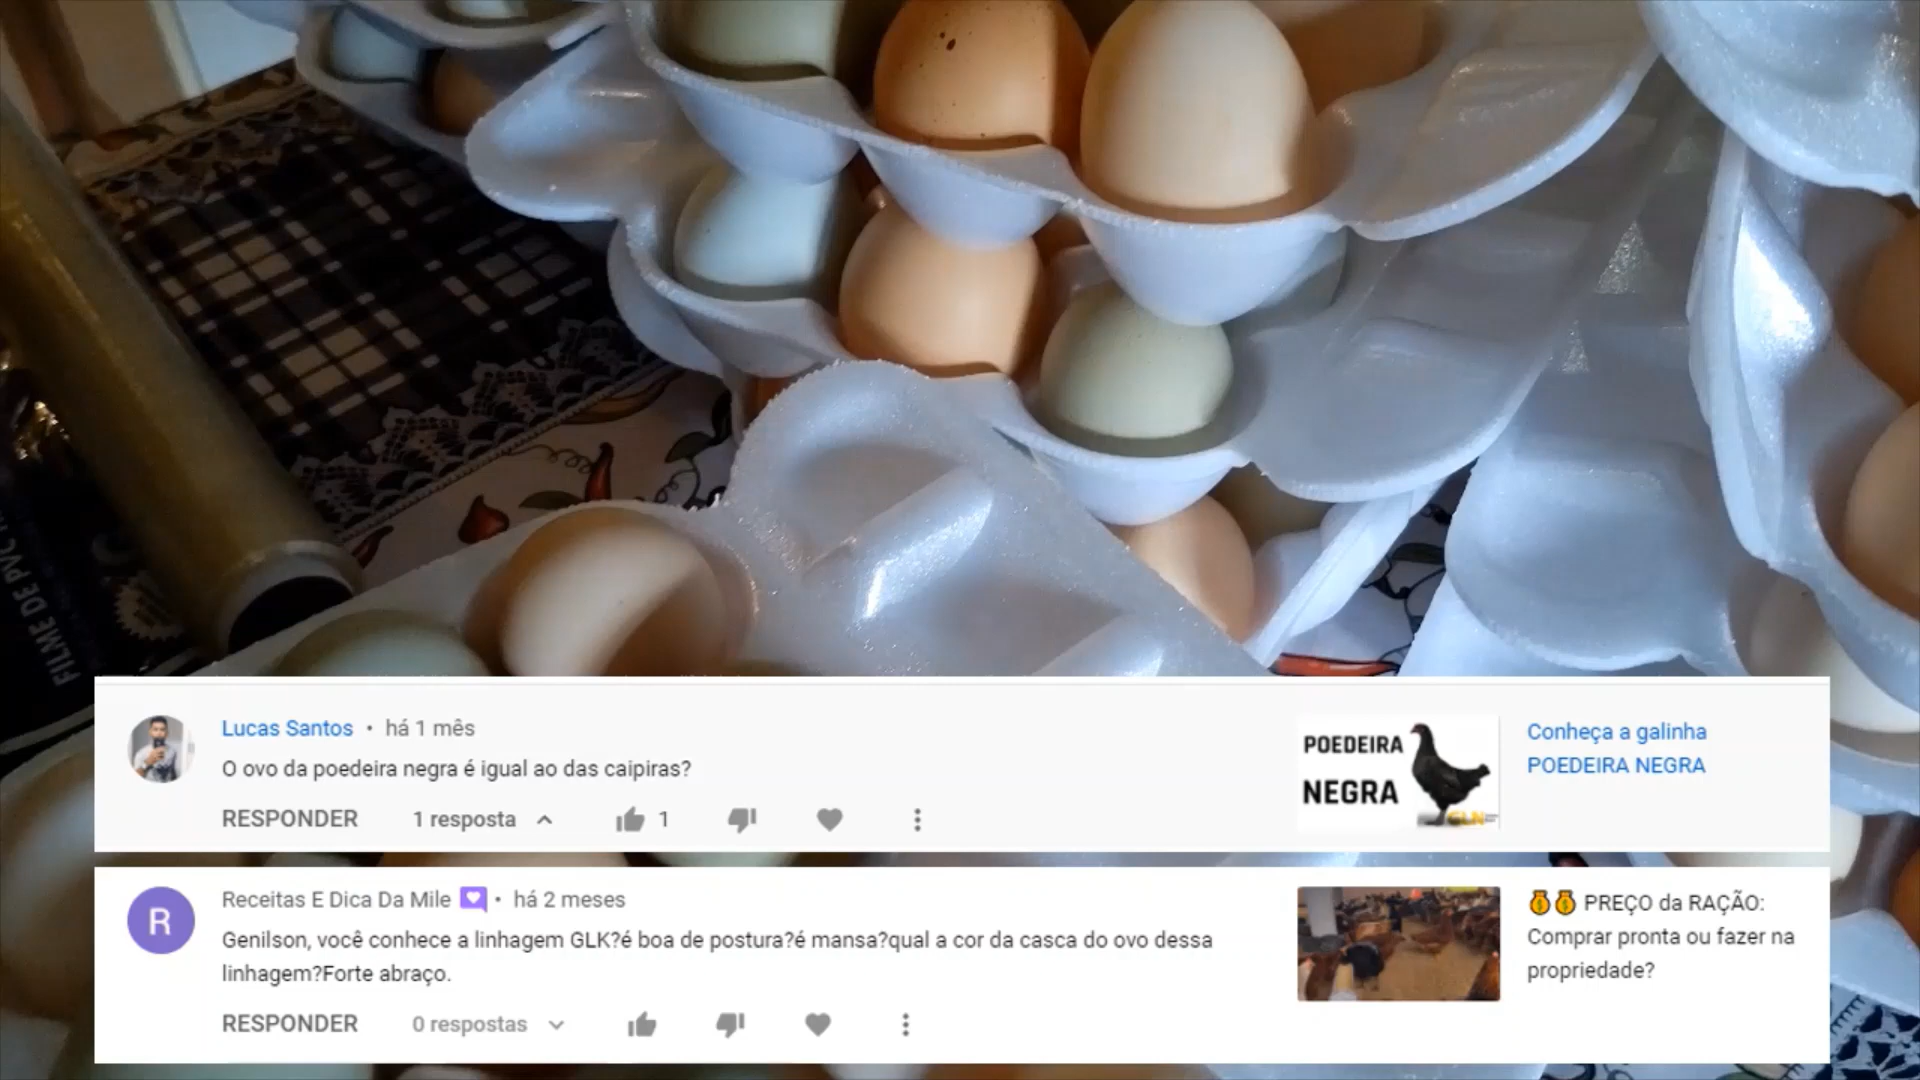 FILME DE PVC
Lucas Santos • há 1 mês
O ovo da poedeira negra é igual ao das caipiras?
RESPONDER 1 resposta 1
POEDEIRA
NEGRA
GLN
Conheça a galinha
POEDEIRA NEGRA
R
Receitas E Dica Da Mile • há 2 meses
Genilson, você conhece a linhagem GLK?é boa de postura?é mansa?qual a cor da casca do ovo dessa
linhagem?Forte abraço.
RESPONDER 0 respostas
💰💰 PREÇO da RAÇÃO:
Comprar pronta ou fazer na
propriedade?